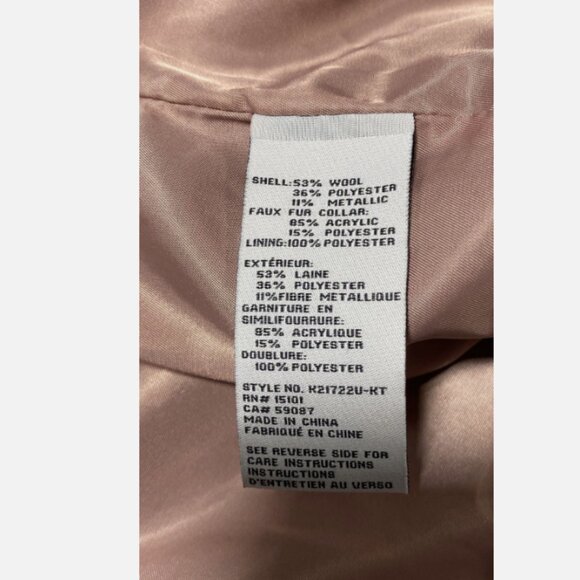 SHELL:53% WOOL
36% POLYESTER
11% METALLIC
FAUX FUR COLLAR:
85% ACRYLIC
15% POLYESTER
LINING:100% POLYESTER
EXTÉRIEUR:
53% LAINE
36% POLYESTER
11%FIBRE METALLIQUE
GARNITURE EN
SIMILIFOURRURE:
85% ACRYLIQUE
15% POLYESTER
DOUBLURE:
100% POLYESTER
STYLE NO. K21722U-KT
RN# 15101
CA# 59087
MADE IN CHINA
FABRIQUÉ EN CHINE
SEE REVERSE SIDE FOR
CARE INSTRUCTIONS
INSTRUCTIONS
D'ENTRETIEN AU VERSO